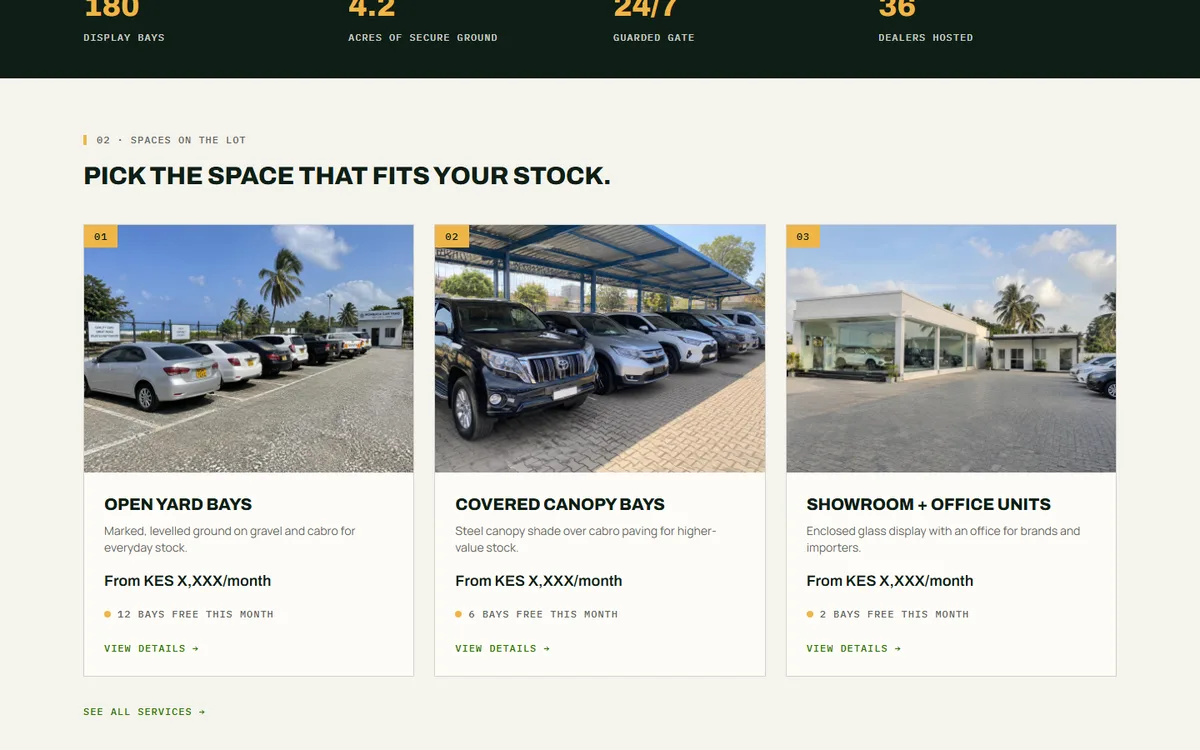 180
4.2
24/7
36
DISPLAY BAYS
ACRES OF SECURE GROUND
GUARDED GATE
DEALERS HOSTED
02 · SPACES ON THE LOT
PICK THE SPACE THAT FITS YOUR STOCK.
01
OPEN YARD BAYS
Marked, levelled ground on gravel and cabro for
everyday stock.
From KES X,XXX/month
12 BAYS FREE THIS MONTH
VIEW DETAILS →
02
COVERED CANOPY BAYS
Steel canopy shade over cabro paving for higher-
value stock.
From KES X,XXX/month
6 BAYS FREE THIS MONTH
VIEW DETAILS →
03
SHOWROOM + OFFICE UNITS
Enclosed glass display with an office for brands and
importers.
From KES X,XXX/month
2 BAYS FREE THIS MONTH
VIEW DETAILS →
SEE ALL SERVICES →